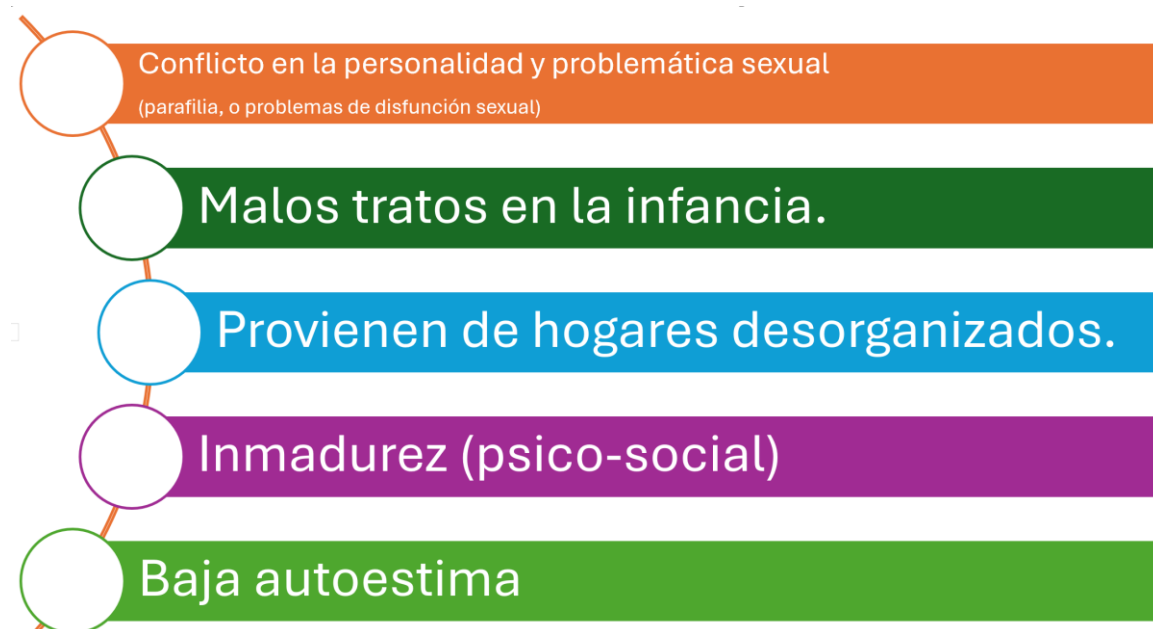 Conflicto en la personalidad y problemática sexual
(parafilia, o problemas de disfunción sexual)
Malos tratos en la infancia.
Provienen de hogares desorganizados.
Inmadurez (psico-social)
Baja autoestima